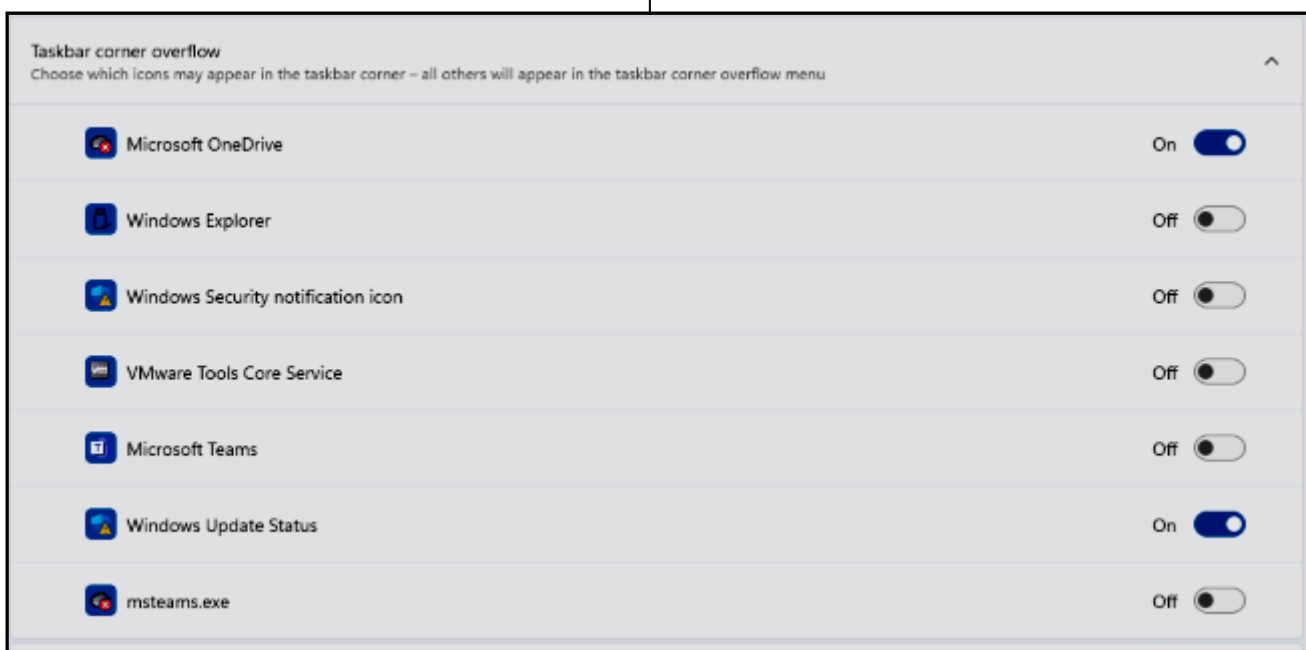 Taskbar corner overflow
Choose which icons may appear in the taskbar corner – all others will appear in the taskbar corner overflow menu
Microsoft OneDrive On
Windows Explorer Off
Windows Security notification icon Off
VMware Tools Core Service Off
Microsoft Teams Off
Windows Update Status On
msteams.exe Off